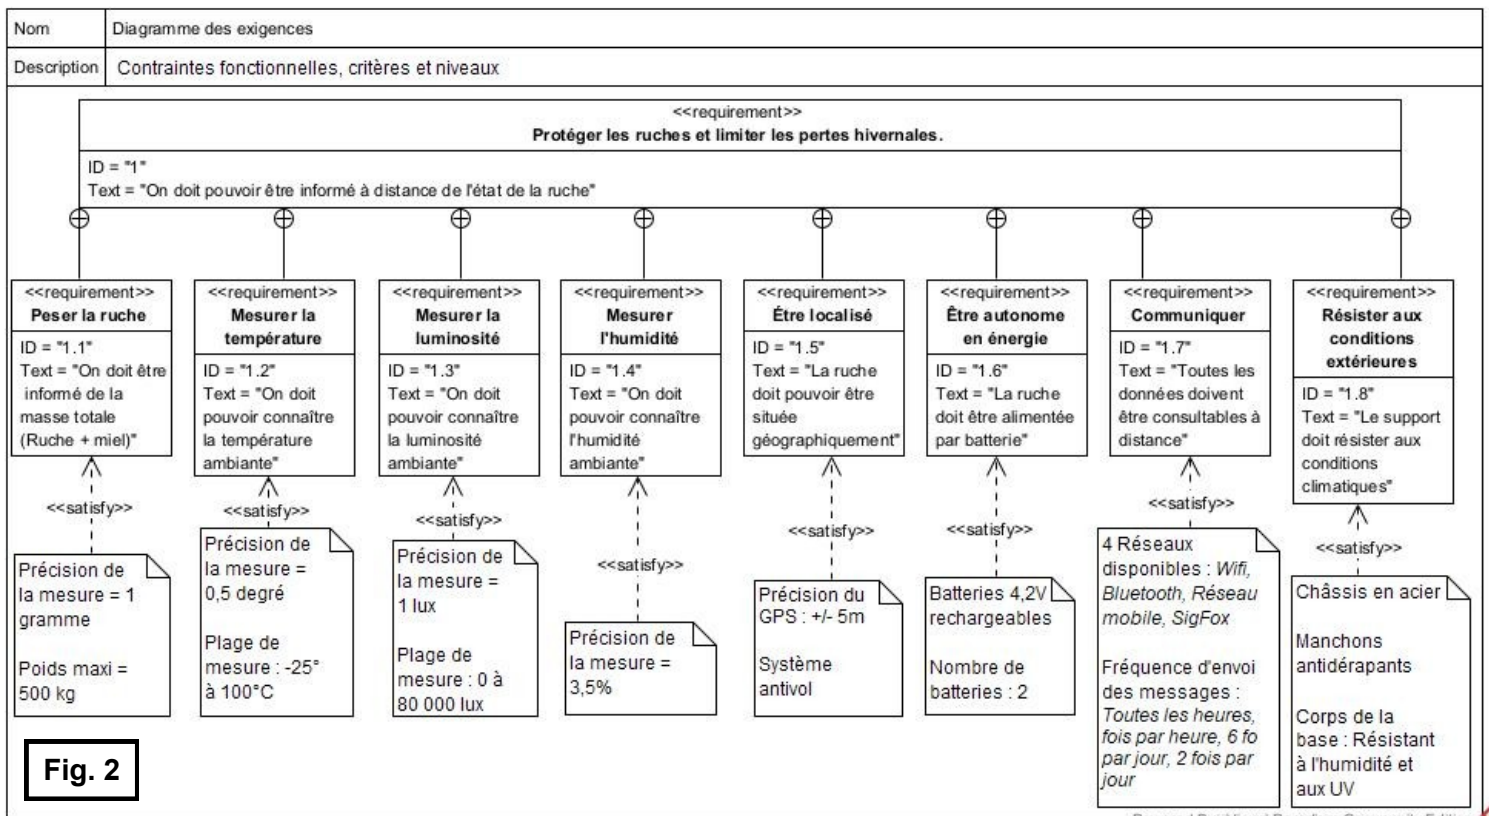 Nom
Diagramme des exigences
Description
Contraintes fonctionnelles, critères et niveaux
<<requirement>>
Protéger les ruches et limiter les pertes hivernales.
ID = "1"
Text = "On doit pouvoir être informé à distance de l'état de la ruche"
<<requirement>>
Peser la ruche
ID = "1.1"
Text = "On doit être
informé de la
masse totale
(Ruche + miel)"
<<satisfy>>
Précision de
la mesure = 1
gramme
Poids maxi =
500 kg
<<requirement>>
Mesurer la
température
ID = "1.2"
Text = "On doit
pouvoir connaître
la température
ambiante"
<<satisfy>>
Précision de
la mesure =
0,5 degré
Plage de
mesure : -25°
à 100°C
<<requirement>>
Mesurer la
luminosité
ID = "1.3"
Text = "On doit
pouvoir connaître
la luminosité
ambiante"
<<satisfy>>
Précision de
la mesure =
1 lux
Plage de
mesure : 0 à
80 000 lux
<<requirement>>
Mesurer
l'humidité
ID = "1.4"
Text = "On doit
pouvoir connaître
l'humidité
ambiante"
<<satisfy>>
Précision de
la mesure =
3,5%
<<requirement>>
Être localisé
ID = "1.5"
Text = "La ruche
doit pouvoir être
située
géographiquement"
<<satisfy>>
Précision du
GPS : +/- 5m
Système
antivol
<<requirement>>
Être autonome
en énergie
ID = "1.6"
Text = "La ruche
doit être alimentée
par batterie"
<<satisfy>>
Batteries 4,2V
rechargeables
Nombre de
batteries : 2
<<requirement>>
Communiquer
ID = "1.7"
Text = "Toutes les
données doivent
être consultables à
distance"
<<satisfy>>
4 Réseaux
disponibles : Wifi,
Bluetooth, Réseau
mobile, SigFox
Fréquence d'envoi
des messages :
Toutes les heures,
fois par heure, 6 fo
par jour, 2 fois par
jour
<<requirement>>
Résister aux
conditions
extérieures
ID = "1.8"
Text = "Le support
doit résister aux
conditions
climatiques"
<<satisfy>>
Châssis en acier
Manchons
antidérapants
Corps de la
base : Résistant
à l'humidité et
aux UV
Fig. 2